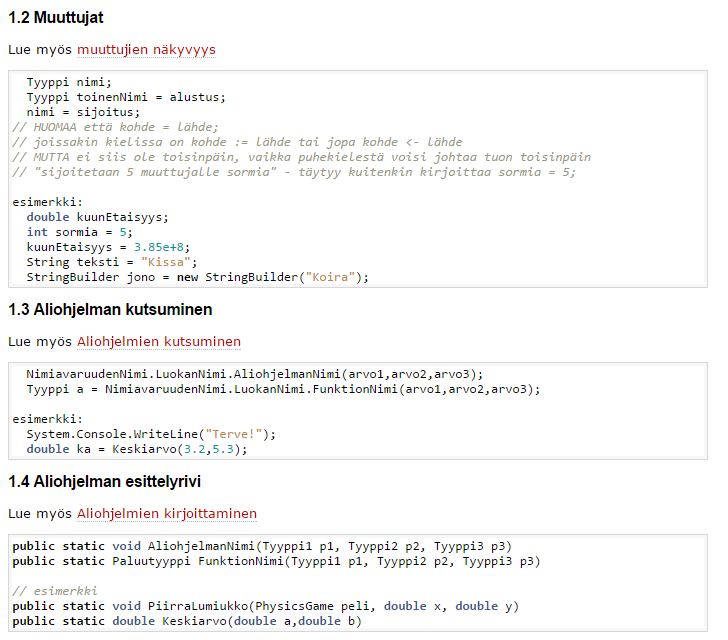 1.2 Muuttujat
Lue myös muuttujien näkyvyys
Tyyppi nimi;
Tyyppi toinenNimi = alustus;
nimi = sijoitus;
// HUOMAA että kohde = lähde;
// joissakin kielissa on kohde := lähde tai jopa kohde <- lähde
// MUTTA ei siis ole toisinpäin, vaikka puhekielestä voisi johtaa tuon toisinpäin
// "sijoitetaan 5 muuttujalle sormia" - täytyy kuitenkin kirjoittaa sormia = 5;
esimerkki:
double kuunEtaisyys;
int sormia = 5;
kuunEtaisyys = 3.85e+8;
String teksti = "Kissa";
StringBuilder jono = new StringBuilder("Koira");
1.3 Aliohjelman kutsuminen
Lue myös Aliohjelmien kutsuminen
NimiavaruudenNimi.LuokanNimi.AliohjelmanNimi(arvo1,arvo2,arvo3);
Tyyppi a = NimiavaruudenNimi.LuokanNimi.FunktionNimi(arvo1,arvo2,arvo3);
esimerkki:
System.Console.WriteLine("Terve!");
double ka = Keskiarvo(3.2,5.3);
1.4 Aliohjelman esittelyrivi
Lue myös Aliohjelmien kirjoittaminen
public static void AliohjelmanNimi(Tyyppi1 p1, Tyyppi2 p2, Tyyppi3 p3)
public static Paluutyyppi FunktionNimi(Tyyppi1 p1, Tyyppi2 p2, Tyyppi3 p3)
// esimerkki
public static void PiirraLumiukko(PhysicsGame peli, double x, double y)
public static double Keskiarvo(double a,double b)